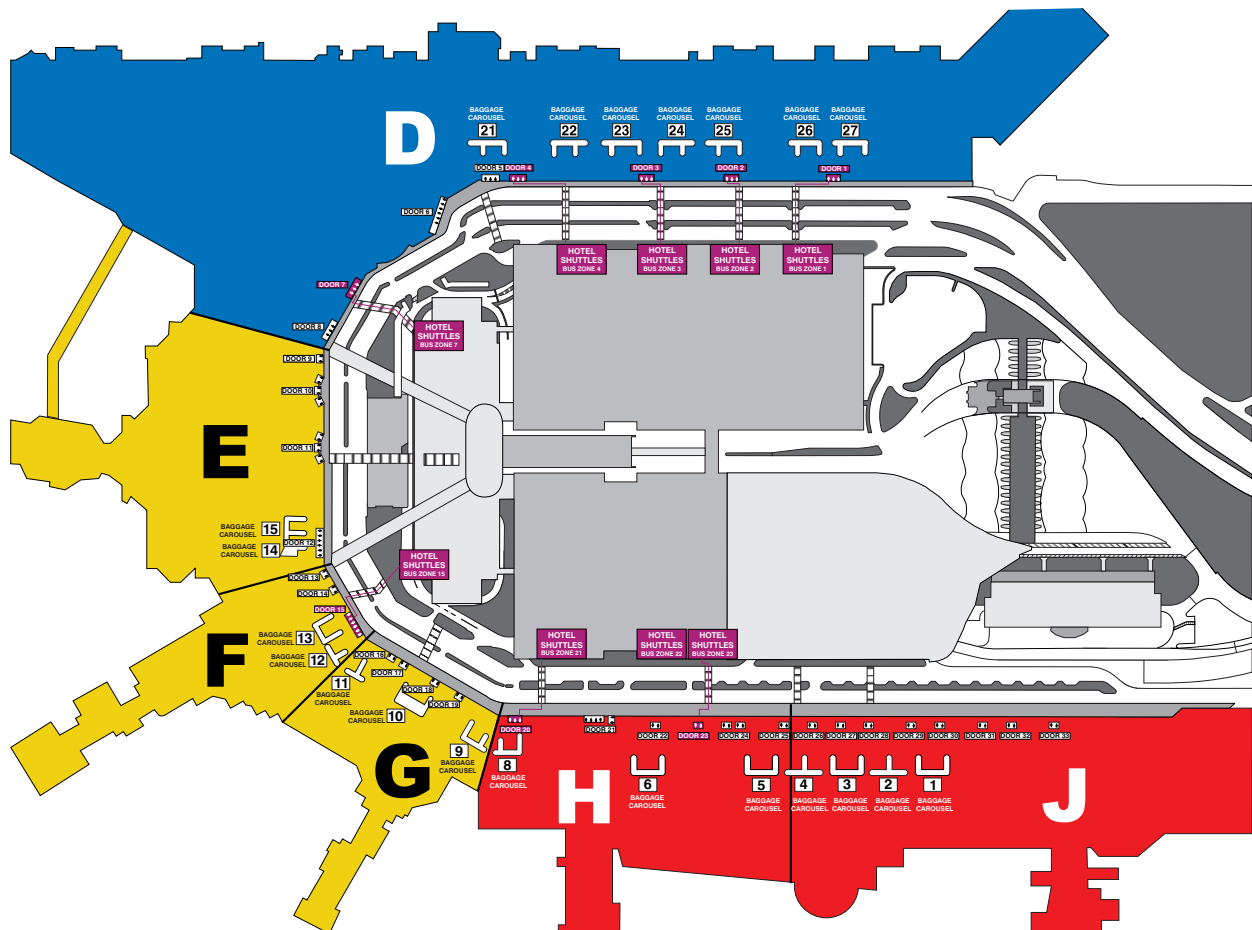 D
BAGGAGE
CAROUSEL
21
BAGGAGE
CAROUSEL
22
BAGGAGE
CAROUSEL
23
BAGGAGE
CAROUSEL
24
BAGGAGE
CAROUSEL
25
BAGGAGE
CAROUSEL
26
BAGGAGE
CAROUSEL
27
DOOR 5
DOOR 4
DOOR 3
DOOR 2
DOOR 1
DOOR 6
HOTEL
SHUTTLES
BUS ZONE 4
HOTEL
SHUTTLES
BUS ZONE 3
HOTEL
SHUTTLES
BUS ZONE 2
HOTEL
SHUTTLES
BUS ZONE 1
DOOR 7
DOOR 8
HOTEL
SHUTTLES
BUS ZONE 7
DOOR 9
DOOR 10
DOOR 11
E
BAGGAGE
CAROUSEL
15
DOOR 12
BAGGAGE
CAROUSEL
14
HOTEL
SHUTTLES
BUS ZONE 15
DOOR 13
DOOR 14
DOOR 15
F
BAGGAGE
CAROUSEL
13
BAGGAGE
CAROUSEL
12
11
BAGGAGE
CAROUSEL
DOOR 16
DOOR 17
DOOR 18
DOOR 19
BAGGAGE
CAROUSEL
10
G
9
BAGGAGE
CAROUSEL
HOTEL
SHUTTLES
BUS ZONE 21
HOTEL
SHUTTLES
BUS ZONE 22
HOTEL
SHUTTLES
BUS ZONE 23
DOOR 20
DOOR 21
DOOR 22
DOOR 23
DOOR 24
DOOR 25
DOOR 26
DOOR 27
DOOR 28
DOOR 29
DOOR 30
DOOR 31
DOOR 32
DOOR 33
8
BAGGAGE
CAROUSEL
H
6
BAGGAGE
CAROUSEL
5
BAGGAGE
CAROUSEL
4
BAGGAGE
CAROUSEL
3
BAGGAGE
CAROUSEL
2
BAGGAGE
CAROUSEL
1
BAGGAGE
CAROUSEL
J